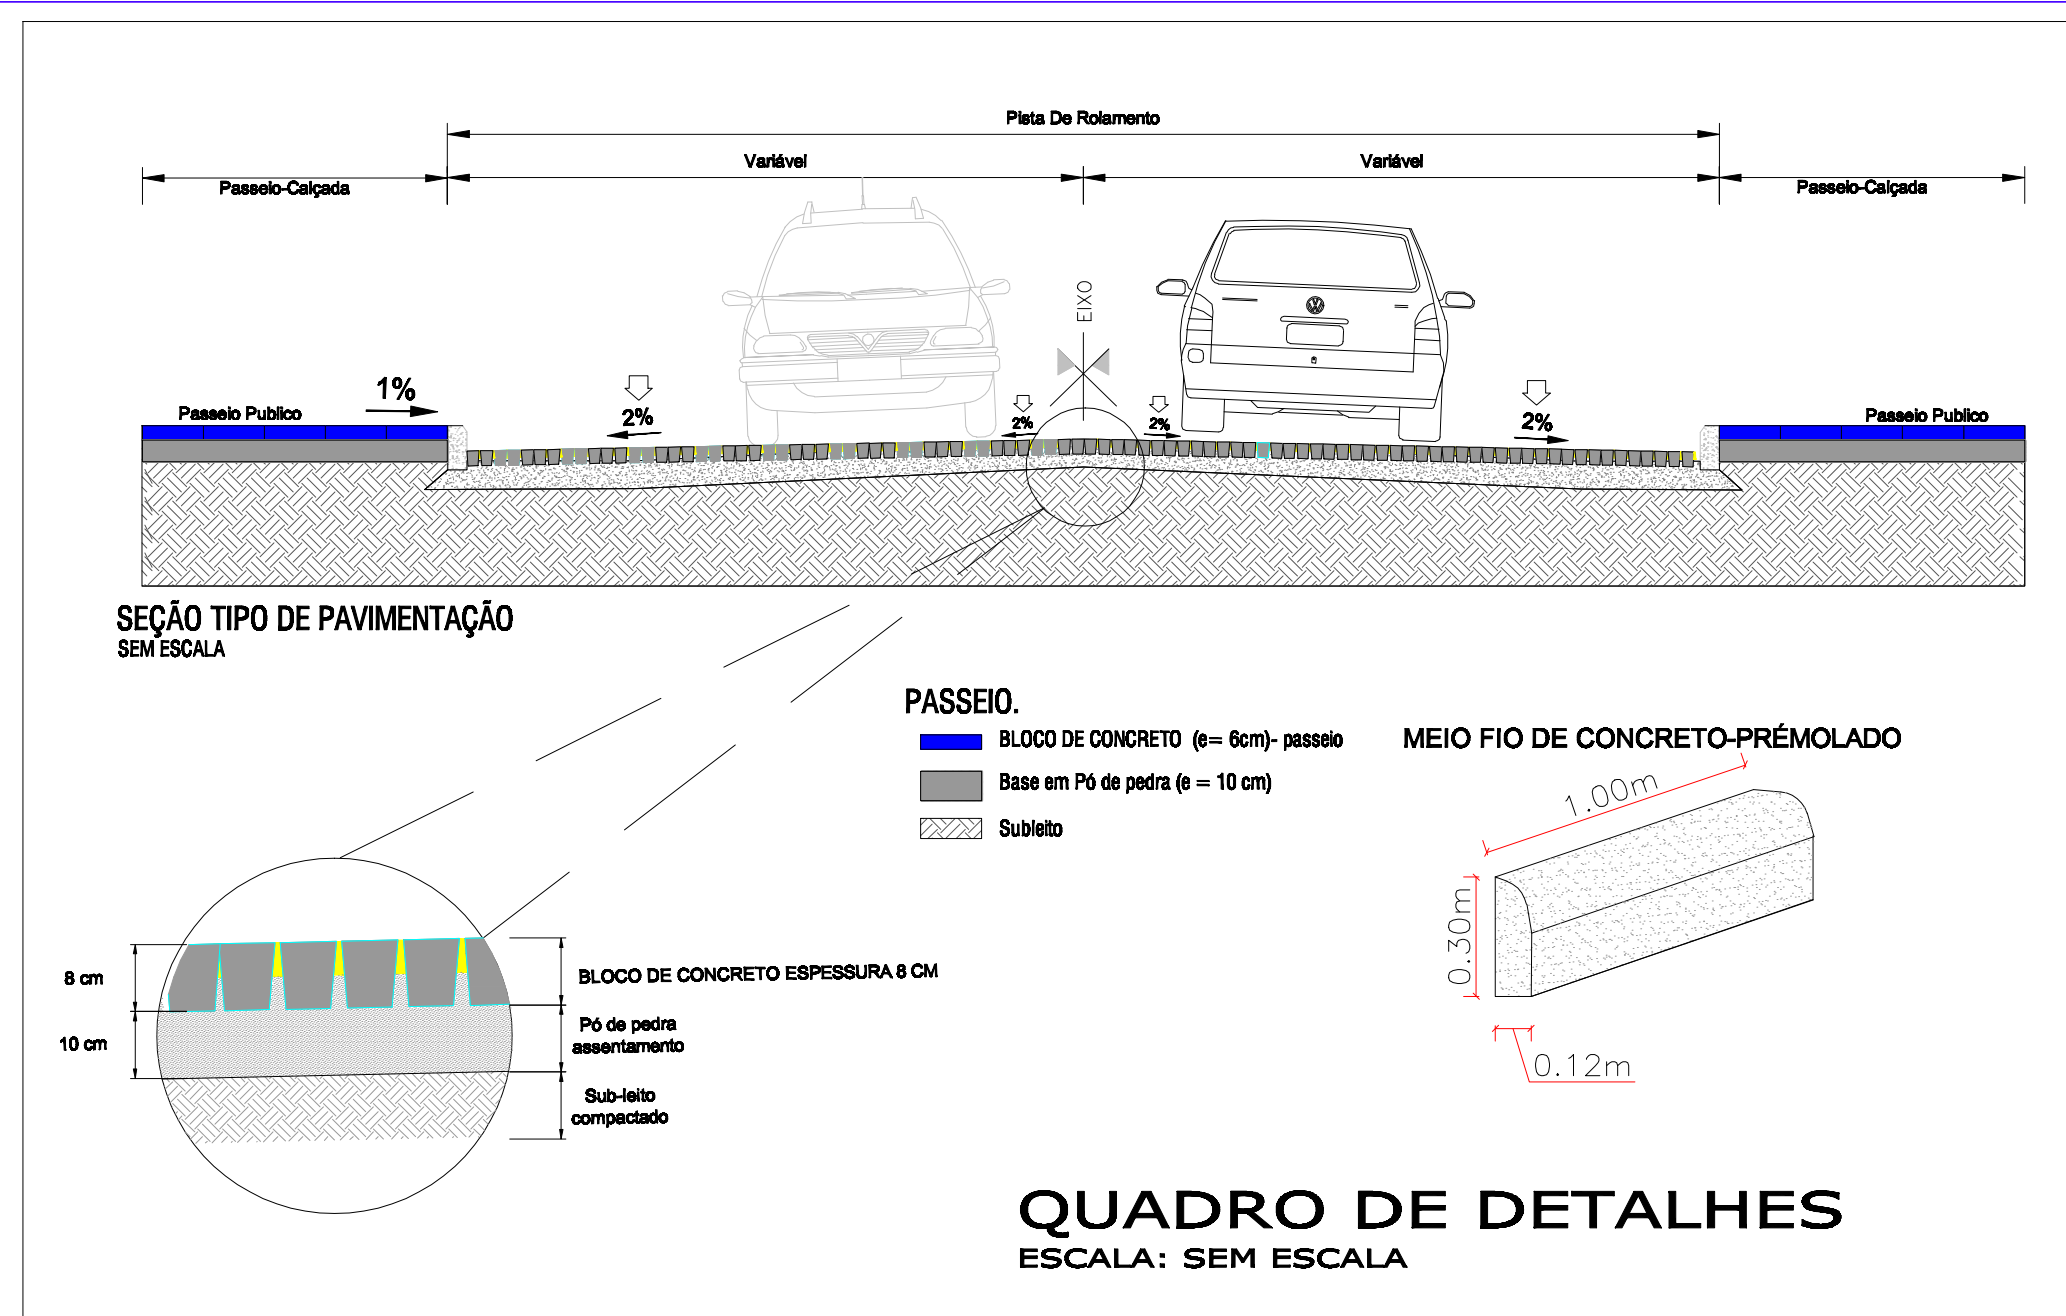 Pista De Rolamento
Variável
Variável
Passeio-Calçada
Passeio-Calçada
EIXO
1%
Passeio Publico
2%
2%
2%
2%
Passeio Publico
SEÇÃO TIPO DE PAVIMENTAÇÃO
SEM ESCALA
PASSEIO.
BLOCO DE CONCRETO (e= 6cm)- passeio
Base em Pó de pedra (e = 10 cm)
Subleito
MEIO FIO DE CONCRETO-PRÉMOLADO
1.00m
0.30m
0.12m
8 cm
10 cm
BLOCO DE CONCRETO ESPESSURA 8 CM
Pó de pedra
assentamento
Sub-leito
compactado
QUADRO DE DETALHES
ESCALA: SEM ESCALA